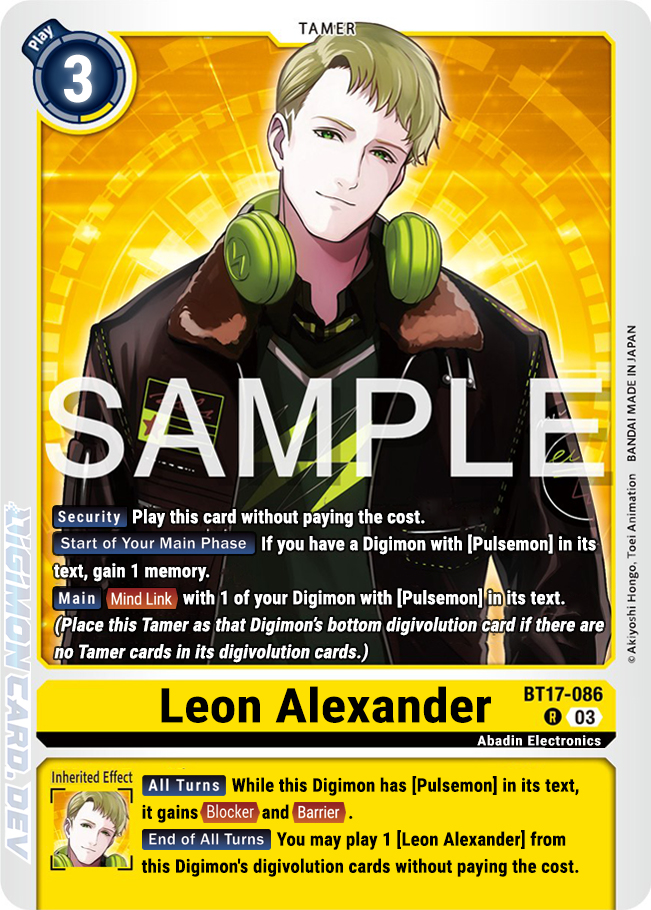 TAMER
Play
3
SAMPLE
Security Play this card without paying the cost.
Start of Your Main Phase If you have a Digimon with [Pulsemon] in its
text, gain 1 memory.
Main Mind Link with 1 of your Digimon with [Pulsemon] in its text.
(Place this Tamer as that Digimon's bottom digivolution card if there are
no Tamer cards in its digivolution cards.)
Leon Alexander
BT17-086
R 03
Abadin Electronics
Inherited Effect
All Turns While this Digimon has [Pulsemon] in its text,
it gains Blocker and Barrier .
End of All Turns You may play 1 [Leon Alexander] from
this Digimon's digivolution cards without paying the cost.
© Akiyoshi Hongo, Toei Animation BANDAI MADE IN JAPAN
DIGIMONCARD.DEV